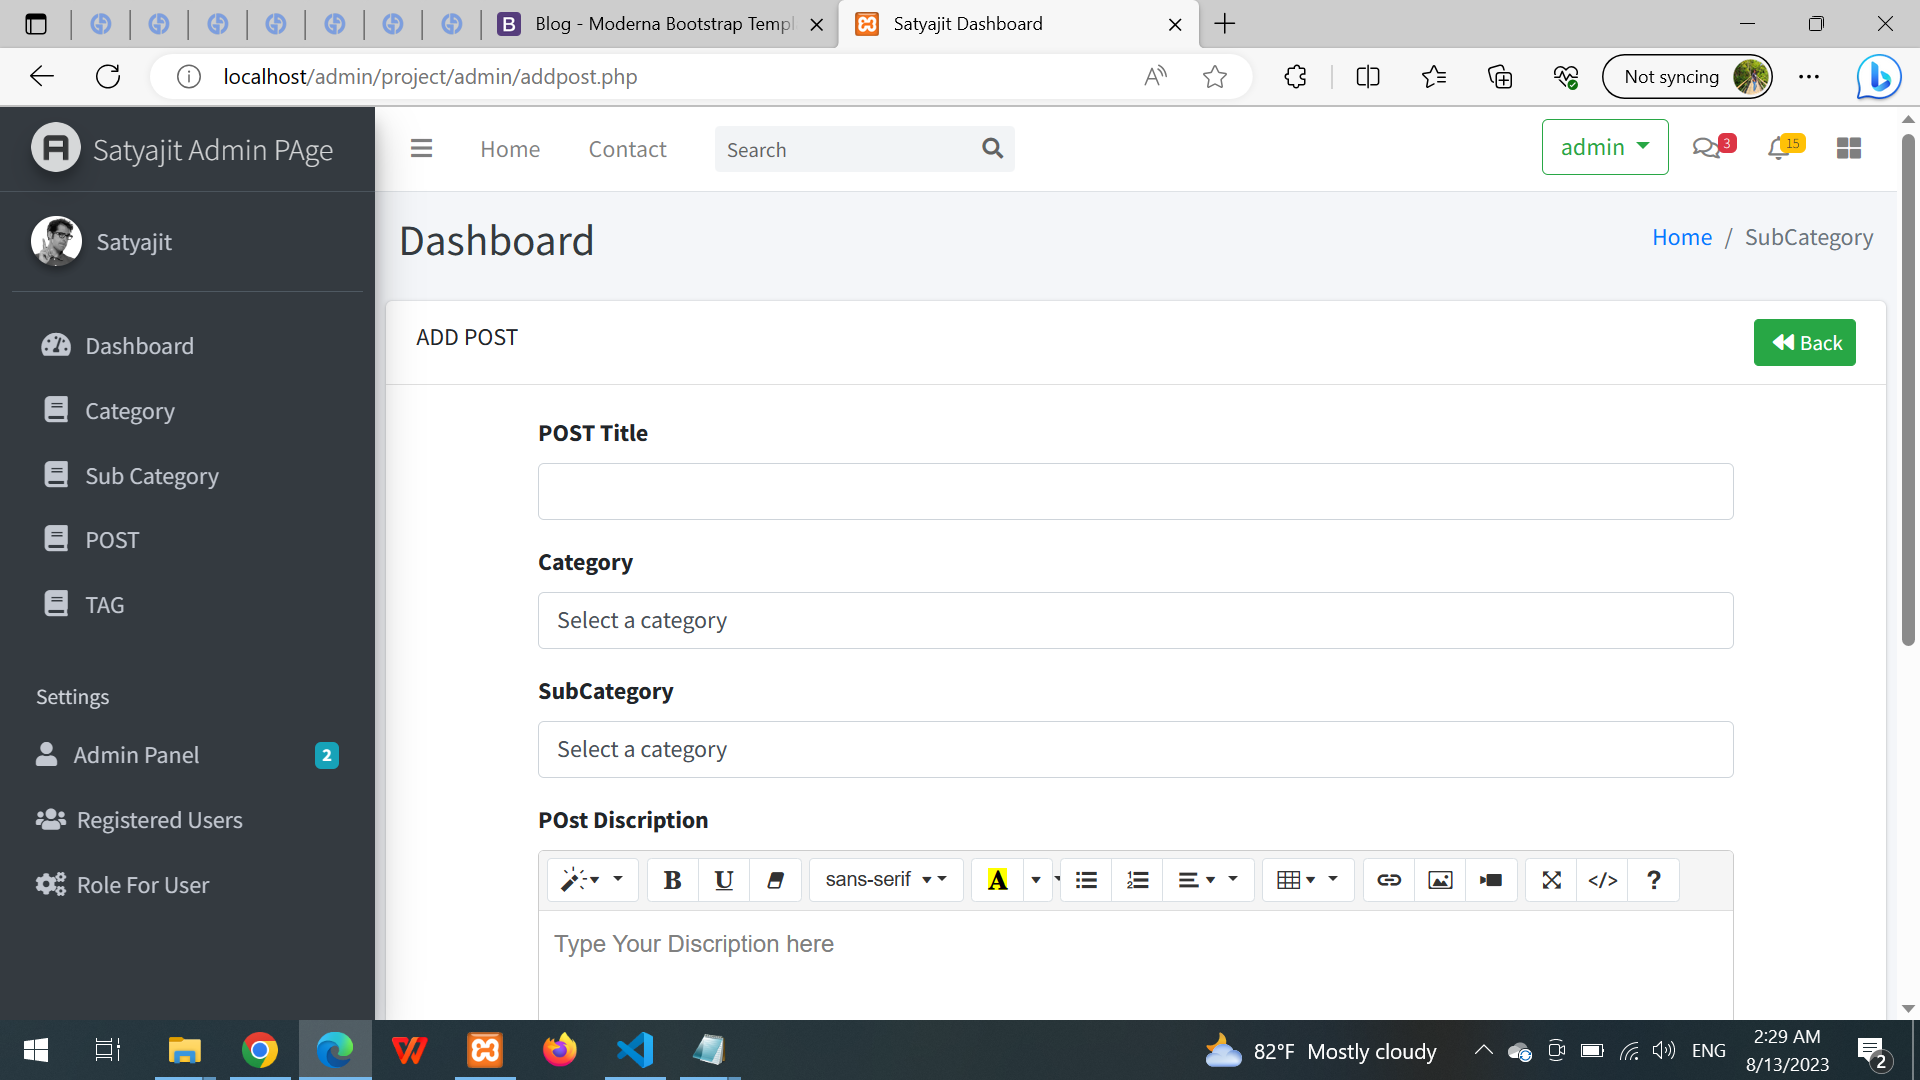 Blog - Moderna Bootstrap Templ
Satyajit Dashboard
localhost/admin/project/admin/addpost.php
Not syncing
Satyajit Admin PAge
Home
Contact
Search
admin
3
15
Satyajit
Dashboard
Home / SubCategory
Dashboard
Category
Sub Category
POST
TAG
Settings
Admin Panel
2
Registered Users
Role For User
ADD POST
Back
POST Title
Category
Select a category
SubCategory
Select a category
POst Discription
B U sans-serif A </> ?
Type Your Discription here
82°F Mostly cloudy
ENG
2:29 AM
8/13/2023
2